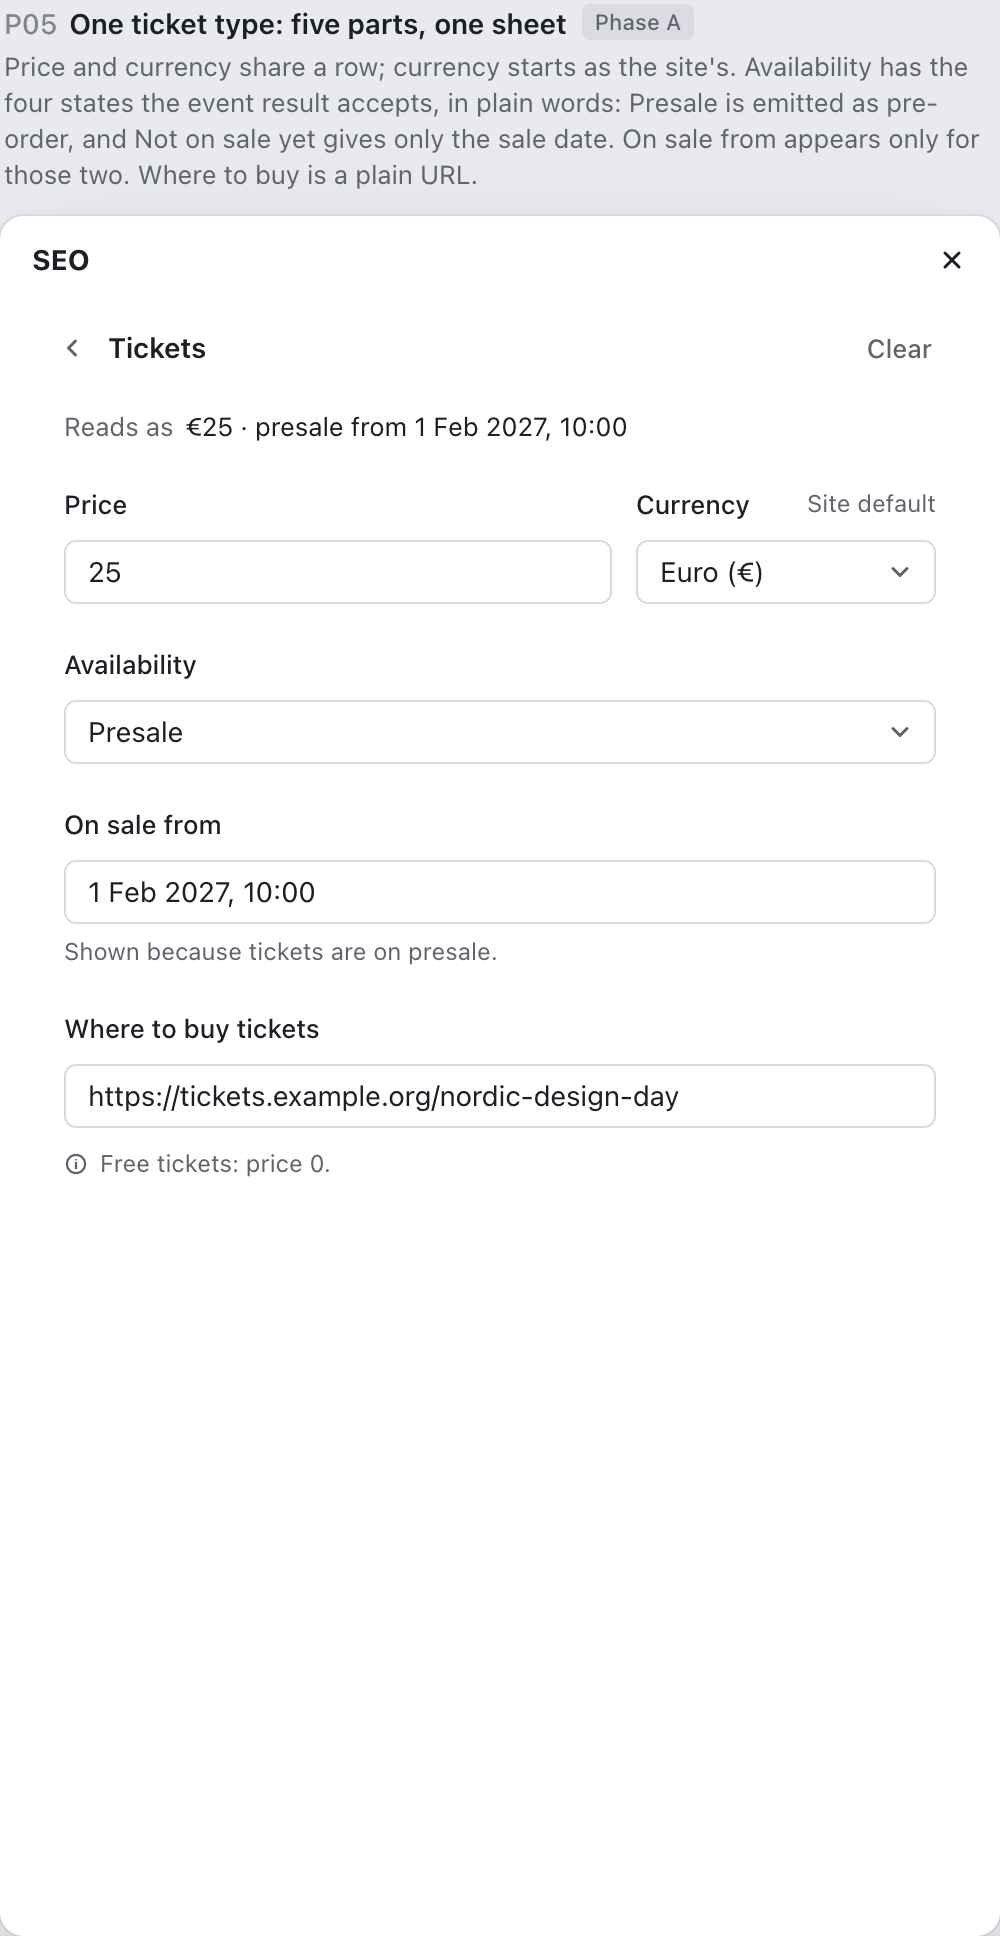 P05 One ticket type: five parts, one sheet Phase A
Price and currency share a row; currency starts as the site's. Availability has the
four states the event result accepts, in plain words: Presale is emitted as pre-
order, and Not on sale yet gives only the sale date. On sale from appears only for
those two. Where to buy is a plain URL.
SEO
Tickets Clear
Reads as €25 · presale from 1 Feb 2027, 10:00
Price Currency Site default
25 Euro (€)
Availability
Presale
On sale from
1 Feb 2027, 10:00
Shown because tickets are on presale.
Where to buy tickets
https://tickets.example.org/nordic-design-day
Free tickets: price 0.